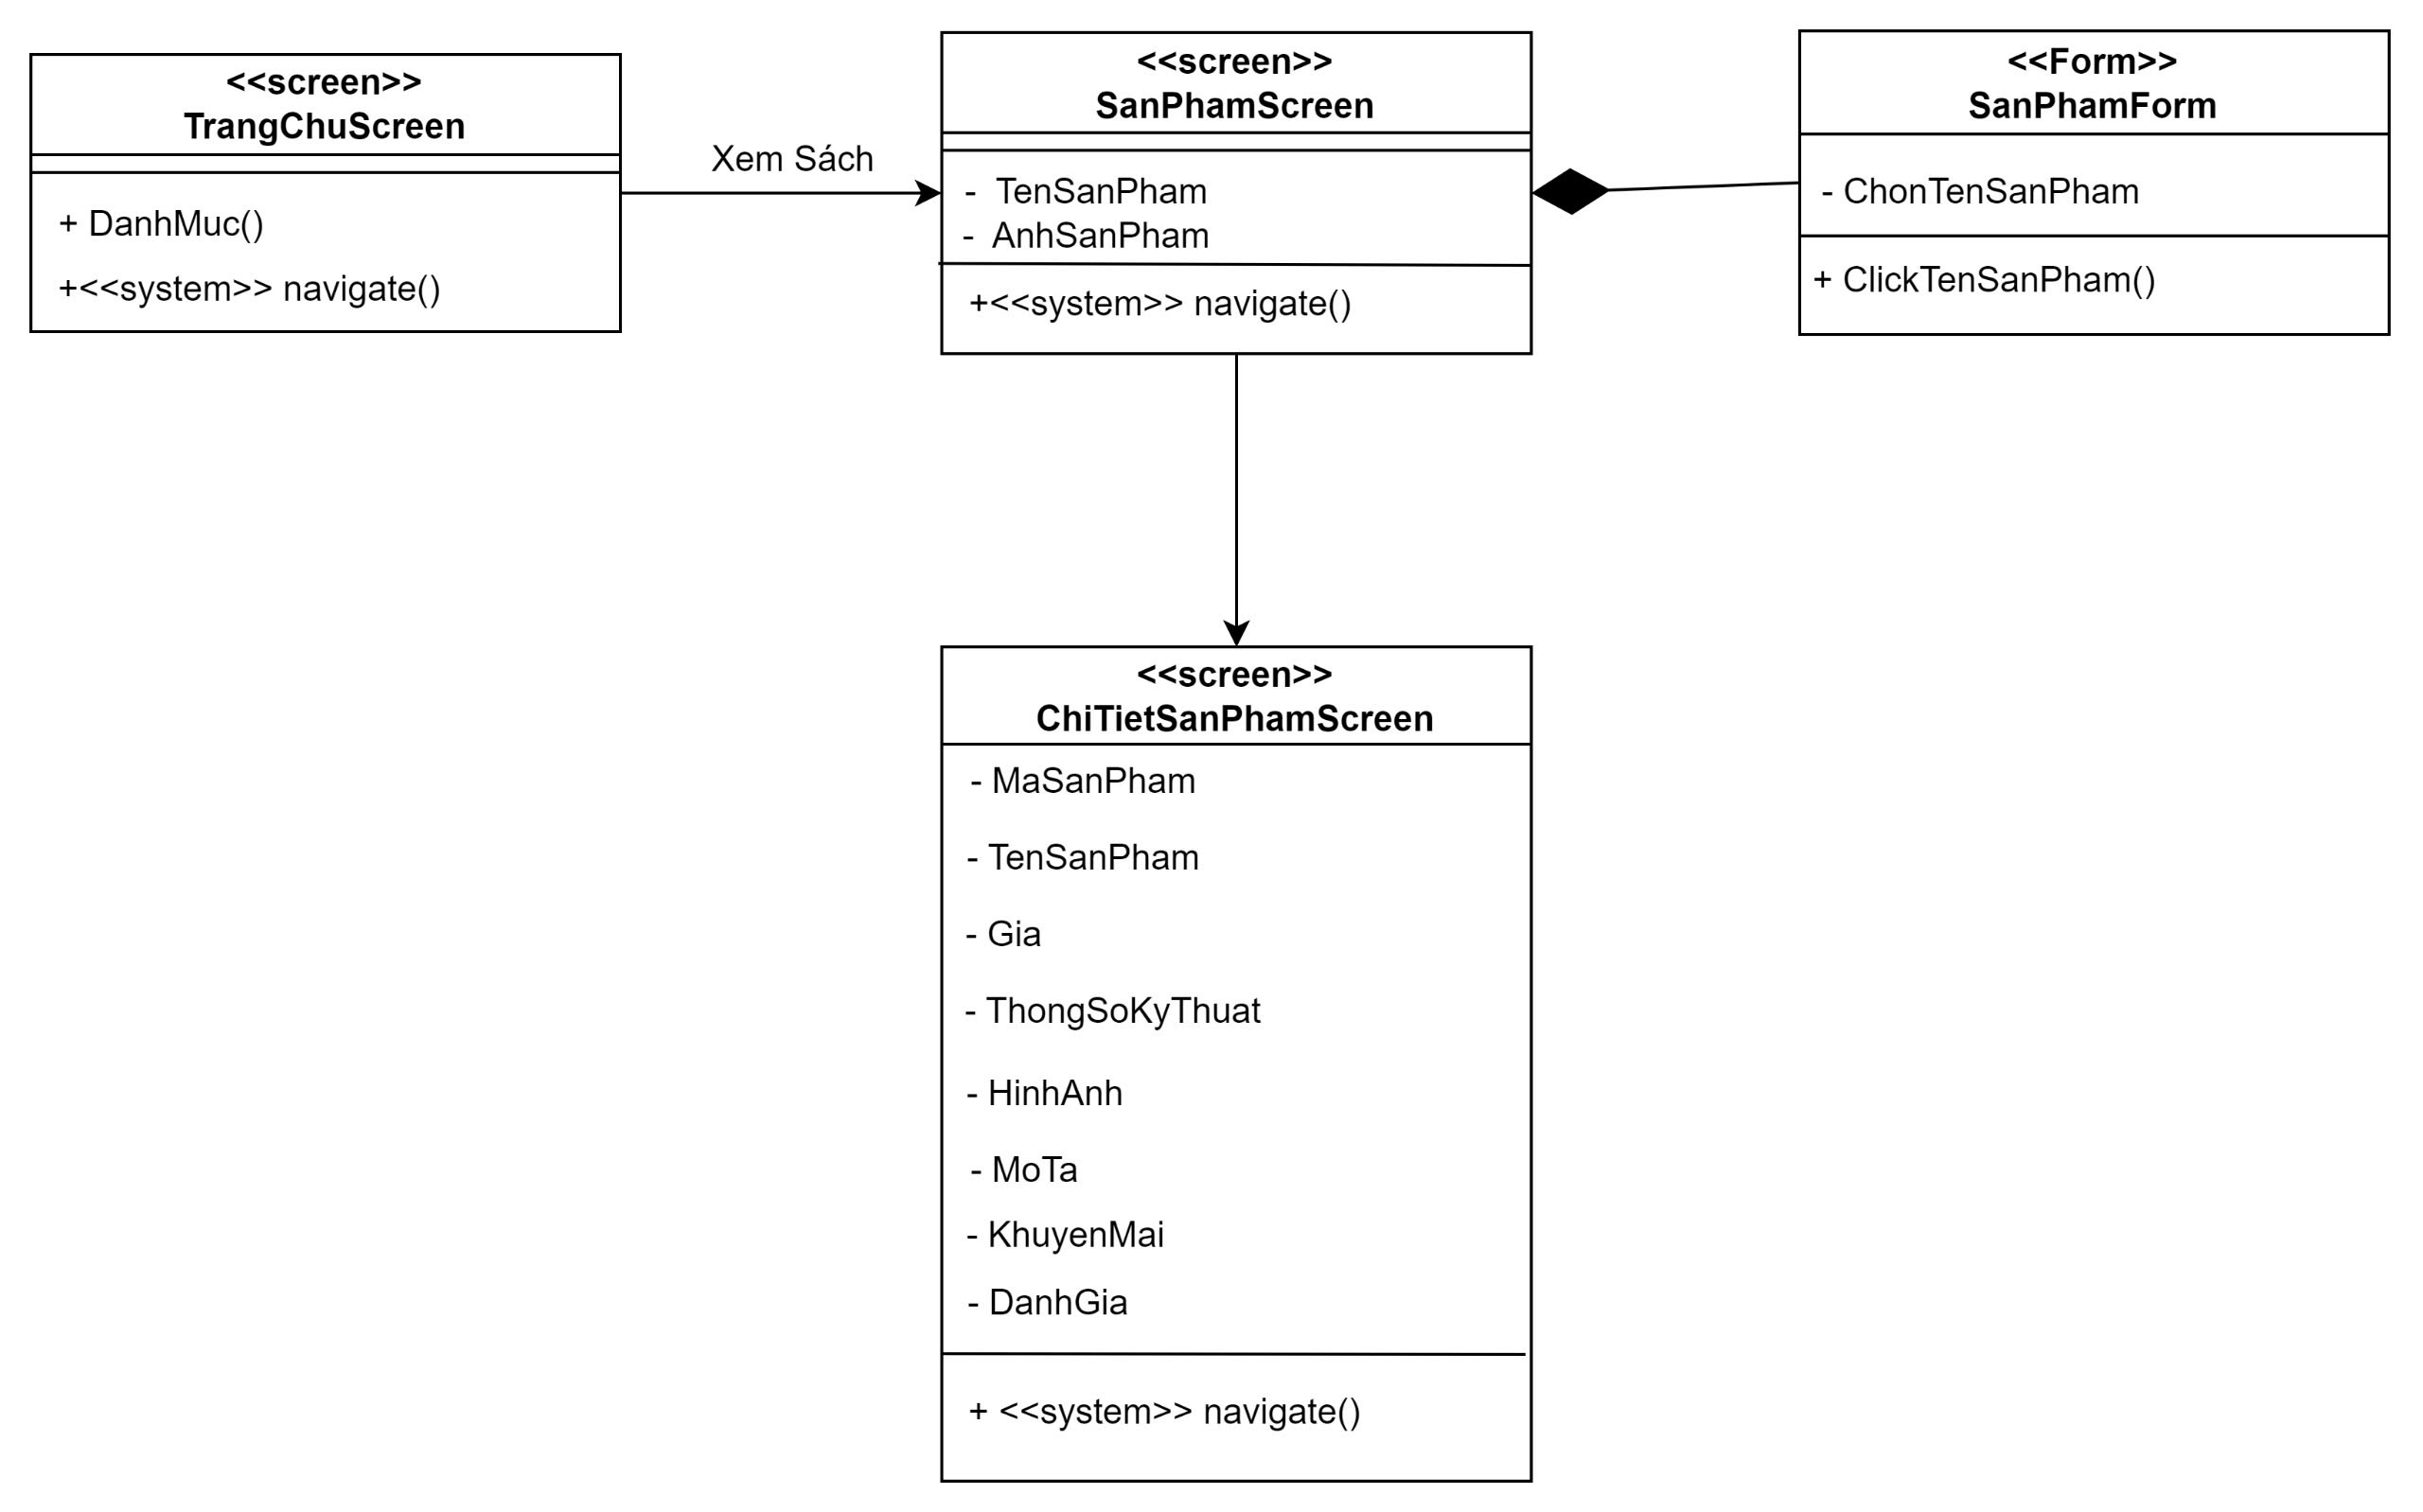 <<screen>>
TrangChuScreen
+ DanhMuc()
+<<system>> navigate()
Xem Sách
<<screen>>
SanPhamScreen
- TenSanPham
- AnhSanPham
+<<system>> navigate()
<<Form>>
SanPhamForm
- ChonTenSanPham
+ ClickTenSanPham()
<<screen>>
ChiTietSanPhamScreen
- MaSanPham
- TenSanPham
- Gia
- ThongSoKyThuat
- HinhAnh
- MoTa
- KhuyenMai
- DanhGia
+ <<system>> navigate()